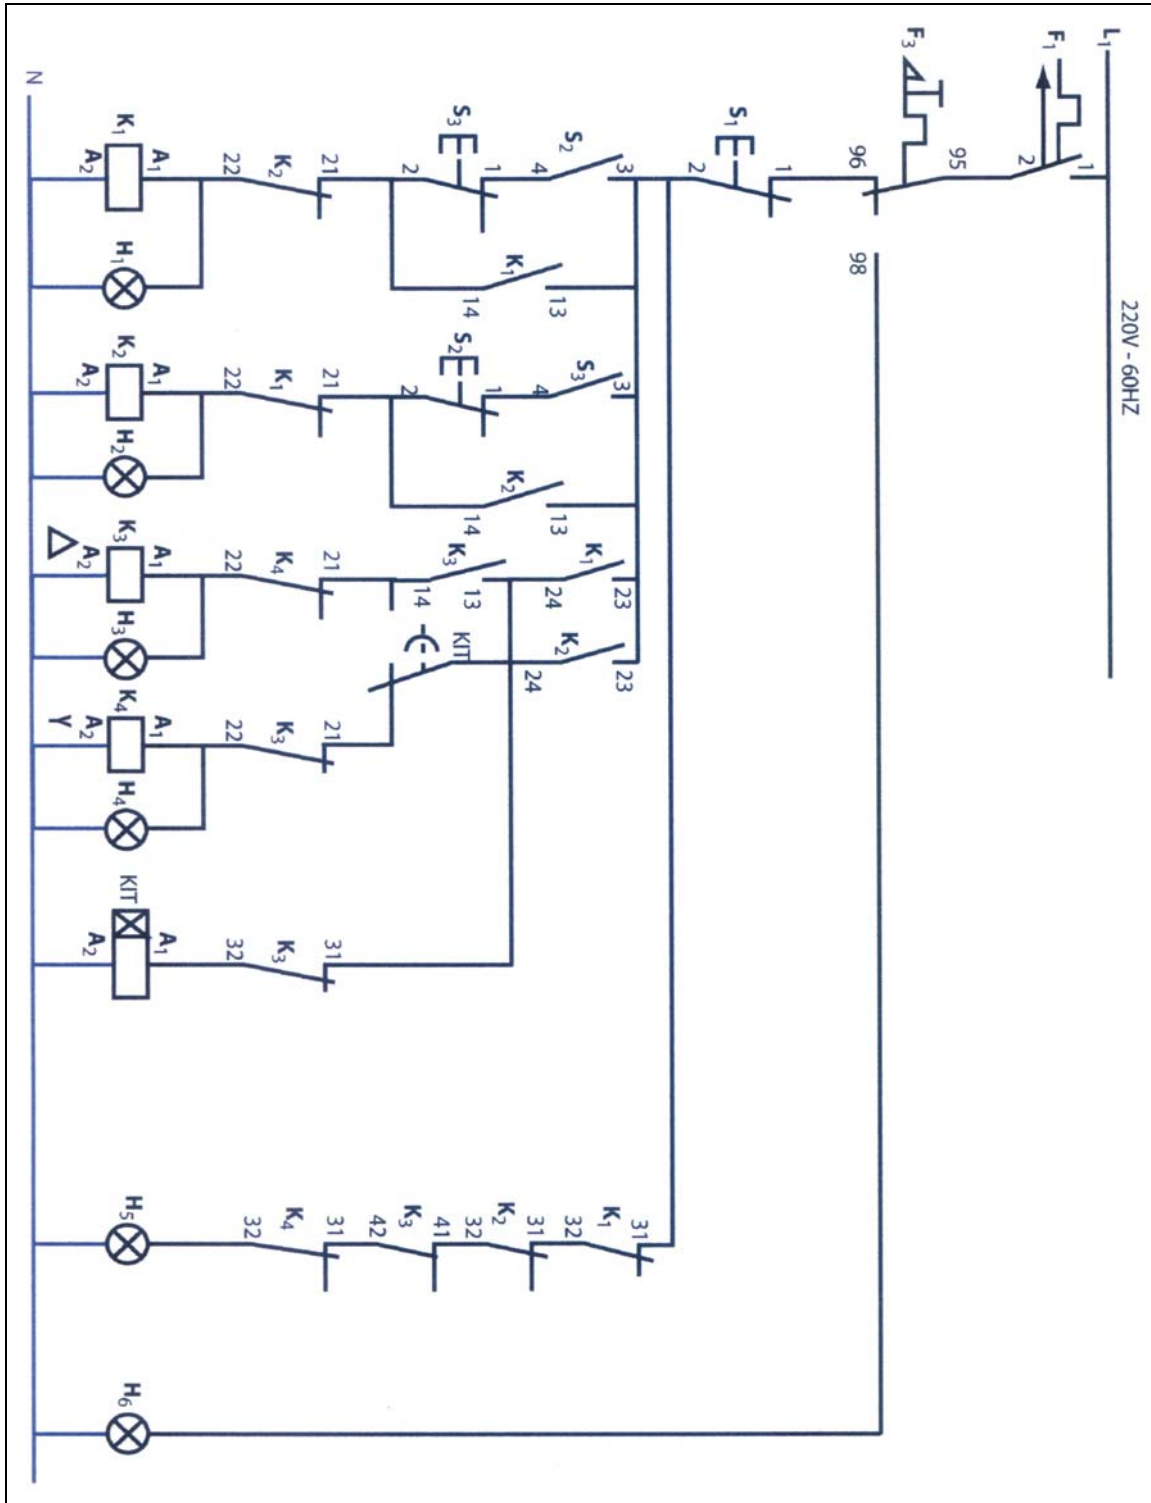 L1
220V - 60HZ
F1
1
2
F3
95
96
98
S1
1
2
S2
3
4
S3
1
2
K1
13
14
S3
3
4
S2
1
2
K2
13
14
K1
23
24
K2
23
24
K3
13
14
KIT
K2
21
22
K1
21
22
K4
21
22
K3
21
22
K3
31
32
K1
31
32
K2
31
32
K3
41
42
K4
31
32
K1
A1
A2
H1
K2
A1
A2
H2
K3
A1
A2
H3
K4
A1
A2
Y
H4
KIT
A1
A2
H5
H6
N